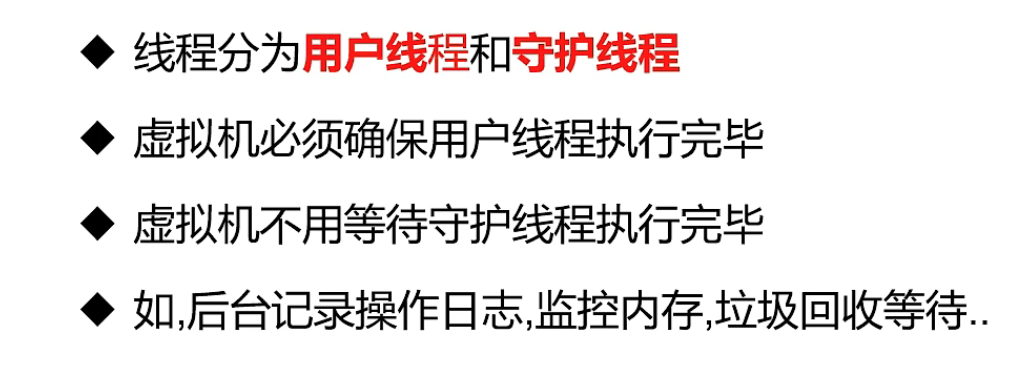 ◆ 线程分为用户线程和守护线程
◆ 虚拟机必须确保用户线程执行完毕
◆ 虚拟机不用等待守护线程执行完毕
◆ 如,后台记录操作日志,监控内存,垃圾回收等待..